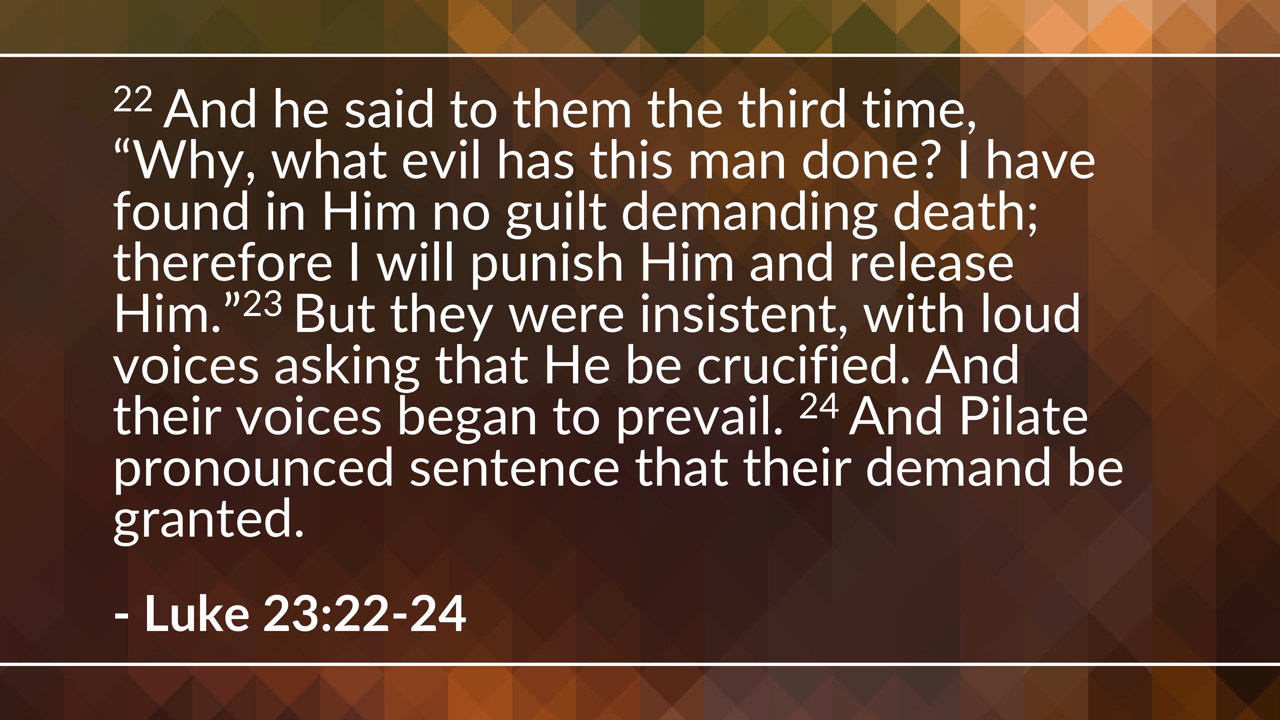 22 And he said to them the third time,
“Why, what evil has this man done? I have
found in Him no guilt demanding death;
therefore I will punish Him and release
Him.”23 But they were insistent, with loud
voices asking that He be crucified. And
their voices began to prevail. 24 And Pilate
pronounced sentence that their demand be
granted.
- Luke 23:22-24